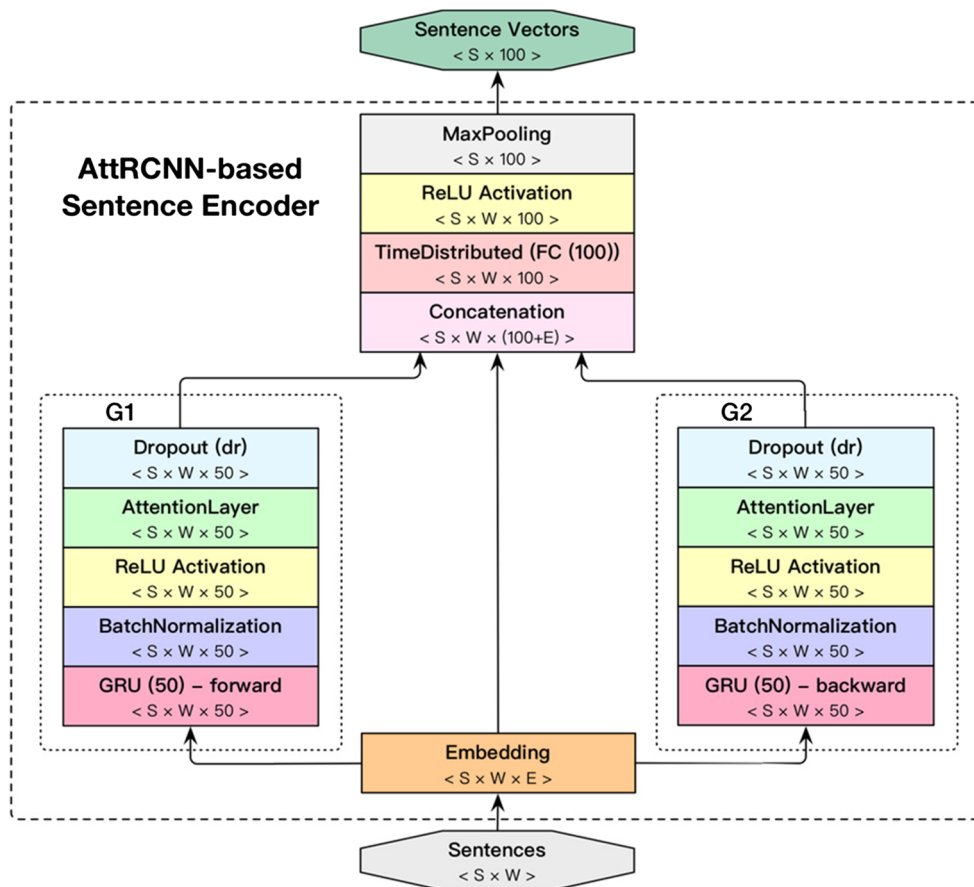 Sentence Vectors
< S × 100 >
AttRCNN-based
Sentence Encoder
MaxPooling
< S × 100 >
ReLU Activation
< S × W × 100 >
TimeDistributed (FC (100))
< S × W × 100 >
Concatenation
< S × W × (100+E) >
G1
Dropout (dr)
< S × W × 50 >
AttentionLayer
< S × W × 50 >
ReLU Activation
< S × W × 50 >
BatchNormalization
< S × W × 50 >
GRU (50) – forward
< S × W × 50 >
G2
Dropout (dr)
< S × W × 50 >
AttentionLayer
< S × W × 50 >
ReLU Activation
< S × W × 50 >
BatchNormalization
< S × W × 50 >
GRU (50) – backward
< S × W × 50 >
Embedding
< S × W × E >
Sentences
< S × W >